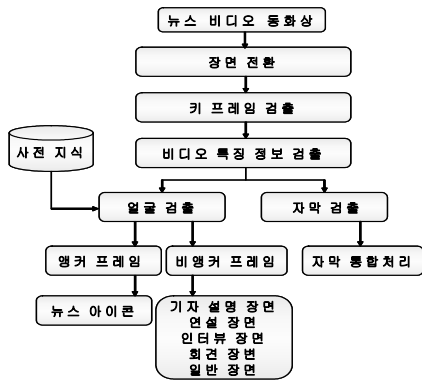 뉴스 비디오 동화상
장면 전환
키 프레임 검출
사전 지식
비디오 특징 정보 검출
얼굴 검출
자막 검출
앵커 프레임
비앵커 프레임
자막 통합처리
뉴스 아이콘
기자 설명 장면
연설 장면
인터뷰 장면
회견 장변
일반 장면